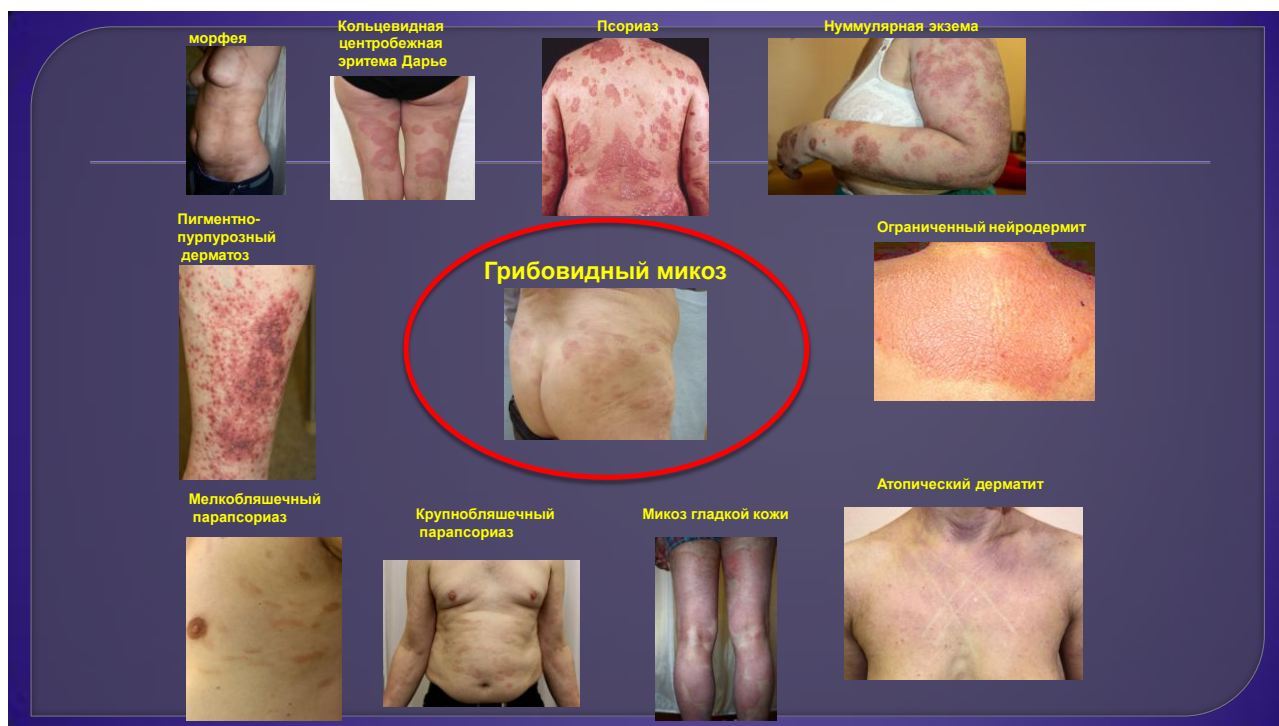 морфея
Кольцевидная
центробежная
эритема Дарье
Псориаз
Нуммулярная экзема
Пигментно-
пурпурозный
дерматоз
Грибовидный микоз
Ограниченный нейродермит
Мелкобляшечный
парапсориаз
Крупнобляшечный
парапсориаз
Микоз гладкой кожи
Атопический дерматит